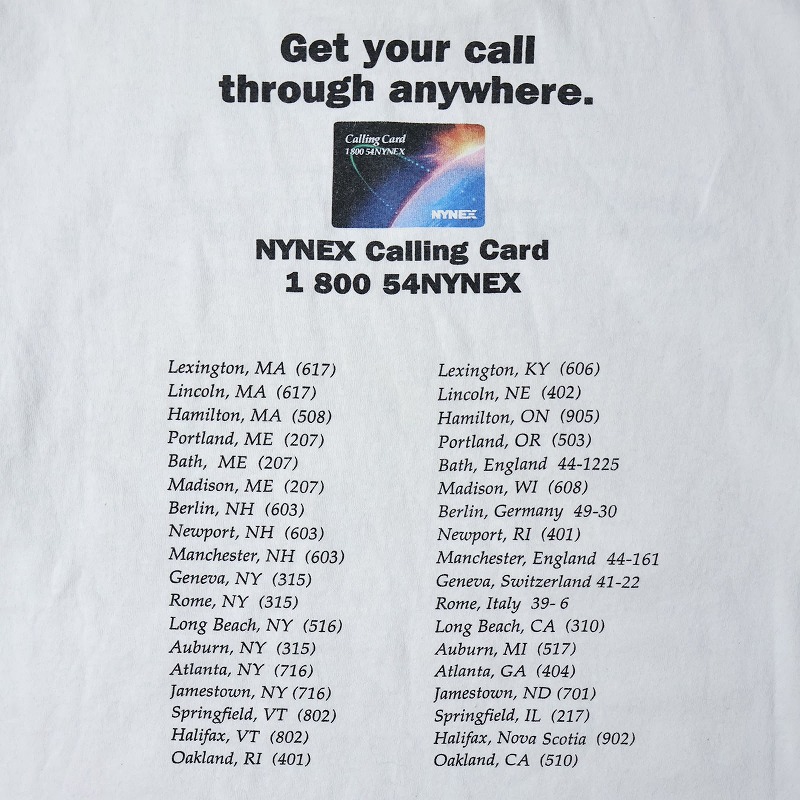 Get your call
through anywhere.
Calling Card
1 800 54NYNEX
NYNEX
NYNEX Calling Card
1 800 54NYNEX
Lexington, MA (617)
Lincoln, MA (617)
Hamilton, MA (508)
Portland, ME (207)
Bath, ME (207)
Madison, ME (207)
Berlin, NH (603)
Newport, NH (603)
Manchester, NH (603)
Geneva, NY (315)
Rome, NY (315)
Long Beach, NY (516)
Auburn, NY (315)
Atlanta, NY (716)
Jamestown, NY (716)
Springfield, VT (802)
Halifax, VT (802)
Oakland, RI (401)
Lexington, KY (606)
Lincoln, NE (402)
Hamilton, ON (905)
Portland, OR (503)
Bath, England 44-1225
Madison, WI (608)
Berlin, Germany 49-30
Newport, RI (401)
Manchester, England 44-161
Geneva, Switzerland 41-22
Rome, Italy 39- 6
Long Beach, CA (310)
Auburn, MI (517)
Atlanta, GA (404)
Jamestown, ND (701)
Springfield, IL (217)
Halifax, Nova Scotia (902)
Oakland, CA (510)